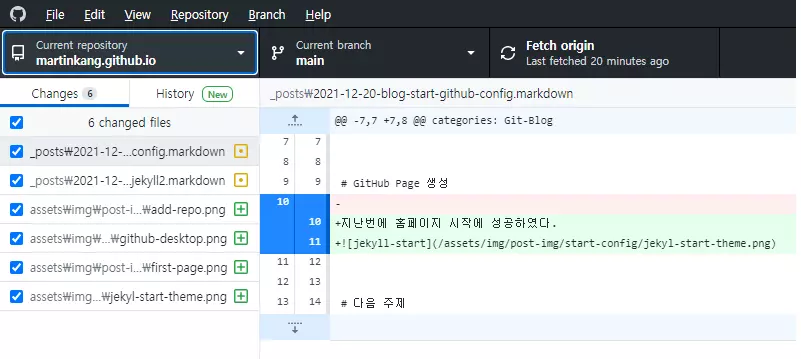 File Edit View Repository Branch Help
Current repository
martinkang.github.io
Current branch
main
Fetch origin
Last fetched 20 minutes ago
Changes 6
History New
6 changed files
_posts₩2021-12-...config.markdown
_posts₩2021-12-...jekyll2.markdown
assets₩img₩post-i...₩add-repo.png
assets₩img...₩github-desktop.png
assets₩img₩post-i...₩first-page.png
assets₩img...₩jekyl-start-theme.png
_posts₩2021-12-20-blog-start-github-config.markdown
@@ -7,7 +7,8 @@ categories: Git-Blog
7 7
8 8
9 9 # GitHub Page 생성
10 -
10 +지난번에 홈페이지 시작에 성공하였다.
11 +![jekyll-start](/assets/img/post-img/start-config/jekyl-start-theme.png)
11 12
12 13
13 14 # 다음 주제